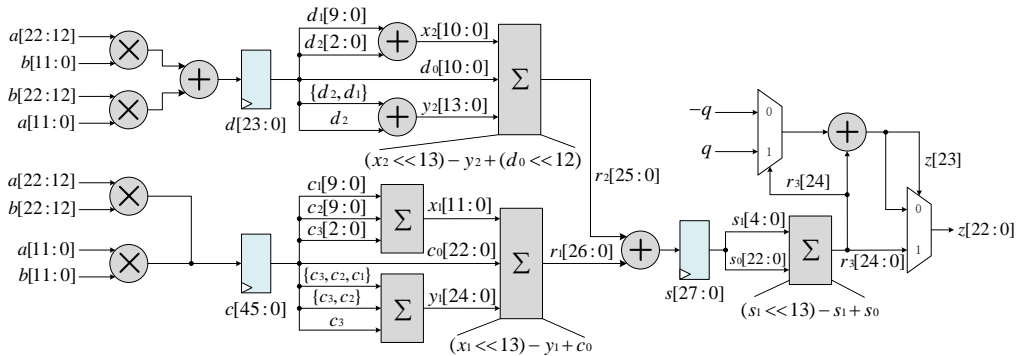 a[22:12]
b[11:0]
b[22:12]
a[11:0]
d[23:0]
d₁[9:0]
d₂[2:0]
x₂[10:0]
d₀[10:0]
{d₂, d₁}
d₂
y₂[13:0]
Σ
(x₂ <<13) − y₂ + (d₀ <<12)
r₂[25:0]
a[22:12]
b[22:12]
a[11:0]
b[11:0]
c[45:0]
c₁[9:0]
c₂[9:0]
c₃[2:0]
Σ
x₁[11:0]
c₀[22:0]
{c₃, c₂, c₁}
{c₃, c₂}
c₃
Σ
y₁[24:0]
Σ
r₁[26:0]
(x₁ <<13) − y₁ + c₀
s[27:0]
s₁[4:0]
s₀[22:0]
Σ
r₃[24:0]
(s₁ <<13) − s₁ + s₀
−q
q
0
1
r₃[24]
z[23]
0
1
z[22:0]